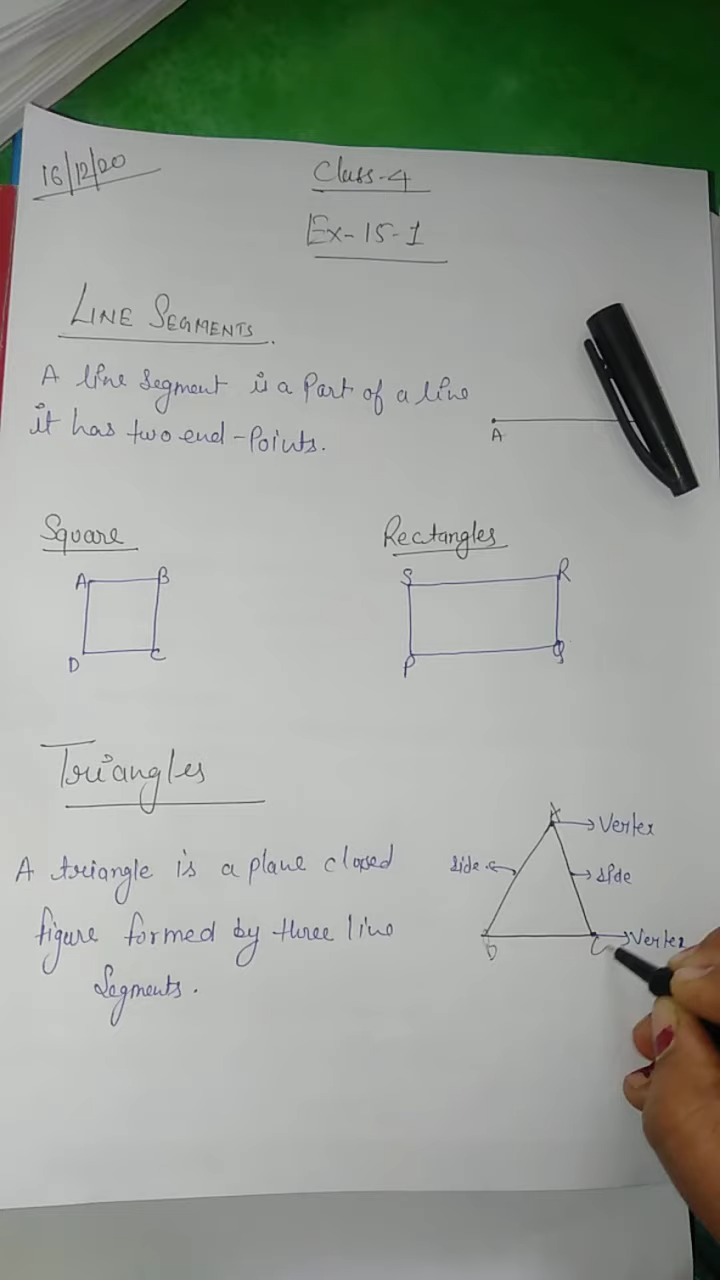 16/12/20
Class-4
Ex-15-1
LINE SEGMENTS.
A line segment is a Part of a line
it has two end-Points.
A
Square
Rectangles
A B
S R
D C
P Q
Triangles
A triangle is a plane closed
figure formed by three line
Segments.
A → Vertex
Side
→ Side
B C → Vertex